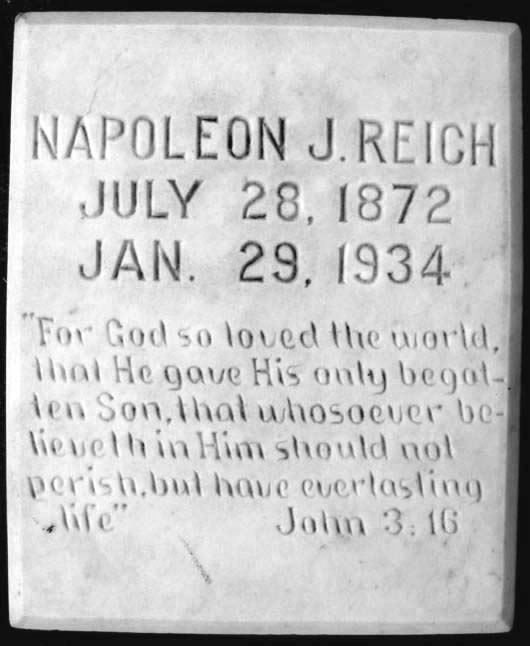 NAPOLEON J. REICH
JULY 28, 1872
JAN. 29, 1934
"For God so loved the world,
that He gave His only begot-
ten Son, that whosoever be-
lieveth in Him should not
perish, but have everlasting
life" John 3:16